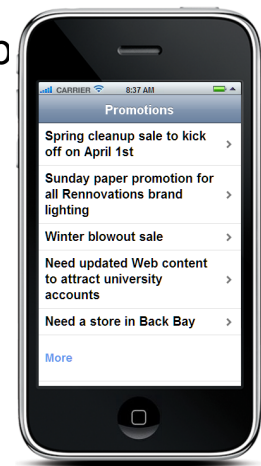 CARRIER 8:37 AM
Promotions
Spring cleanup sale to kick
off on April 1st
Sunday paper promotion for
all Rennovations brand
lighting
Winter blowout sale
Need updated Web content
to attract university
accounts
Need a store in Back Bay
More